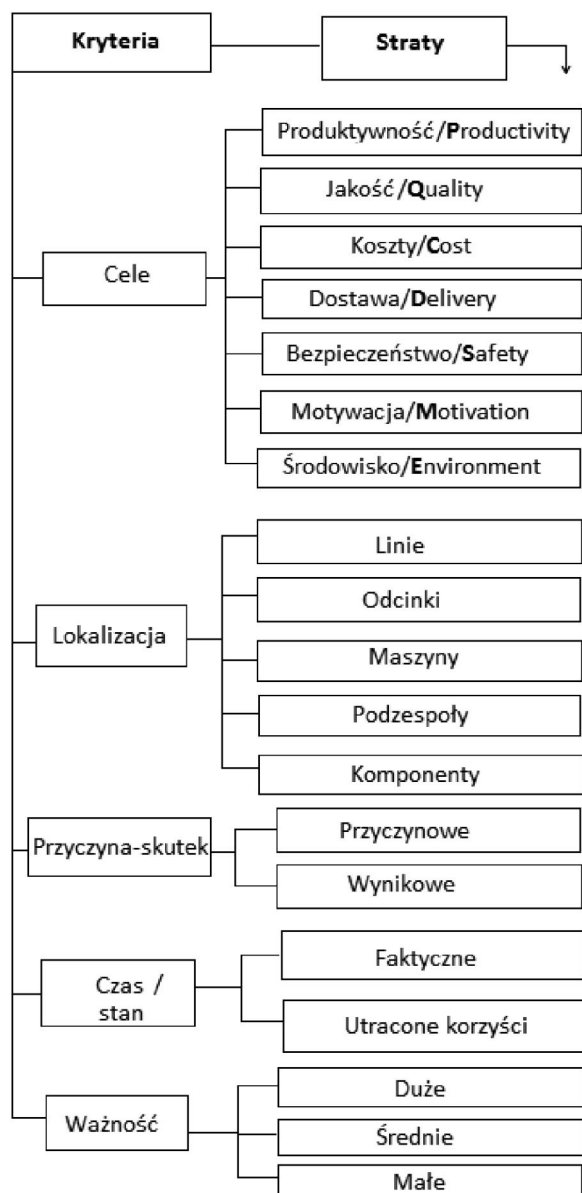 Kryteria
Straty
Cele
Produktywność/Productivity
Jakość/Quality
Koszty/Cost
Dostawa/Delivery
Bezpieczeństwo/Safety
Motywacja/Motivation
Środowisko/Environment
Lokalizacja
Linie
Odcinki
Maszyny
Podzespoły
Komponenty
Przyczyna-skutek
Przyczynowe
Wynikowe
Czas /
stan
Faktyczne
Utracone korzyści
Ważność
Duże
Średnie
Małe